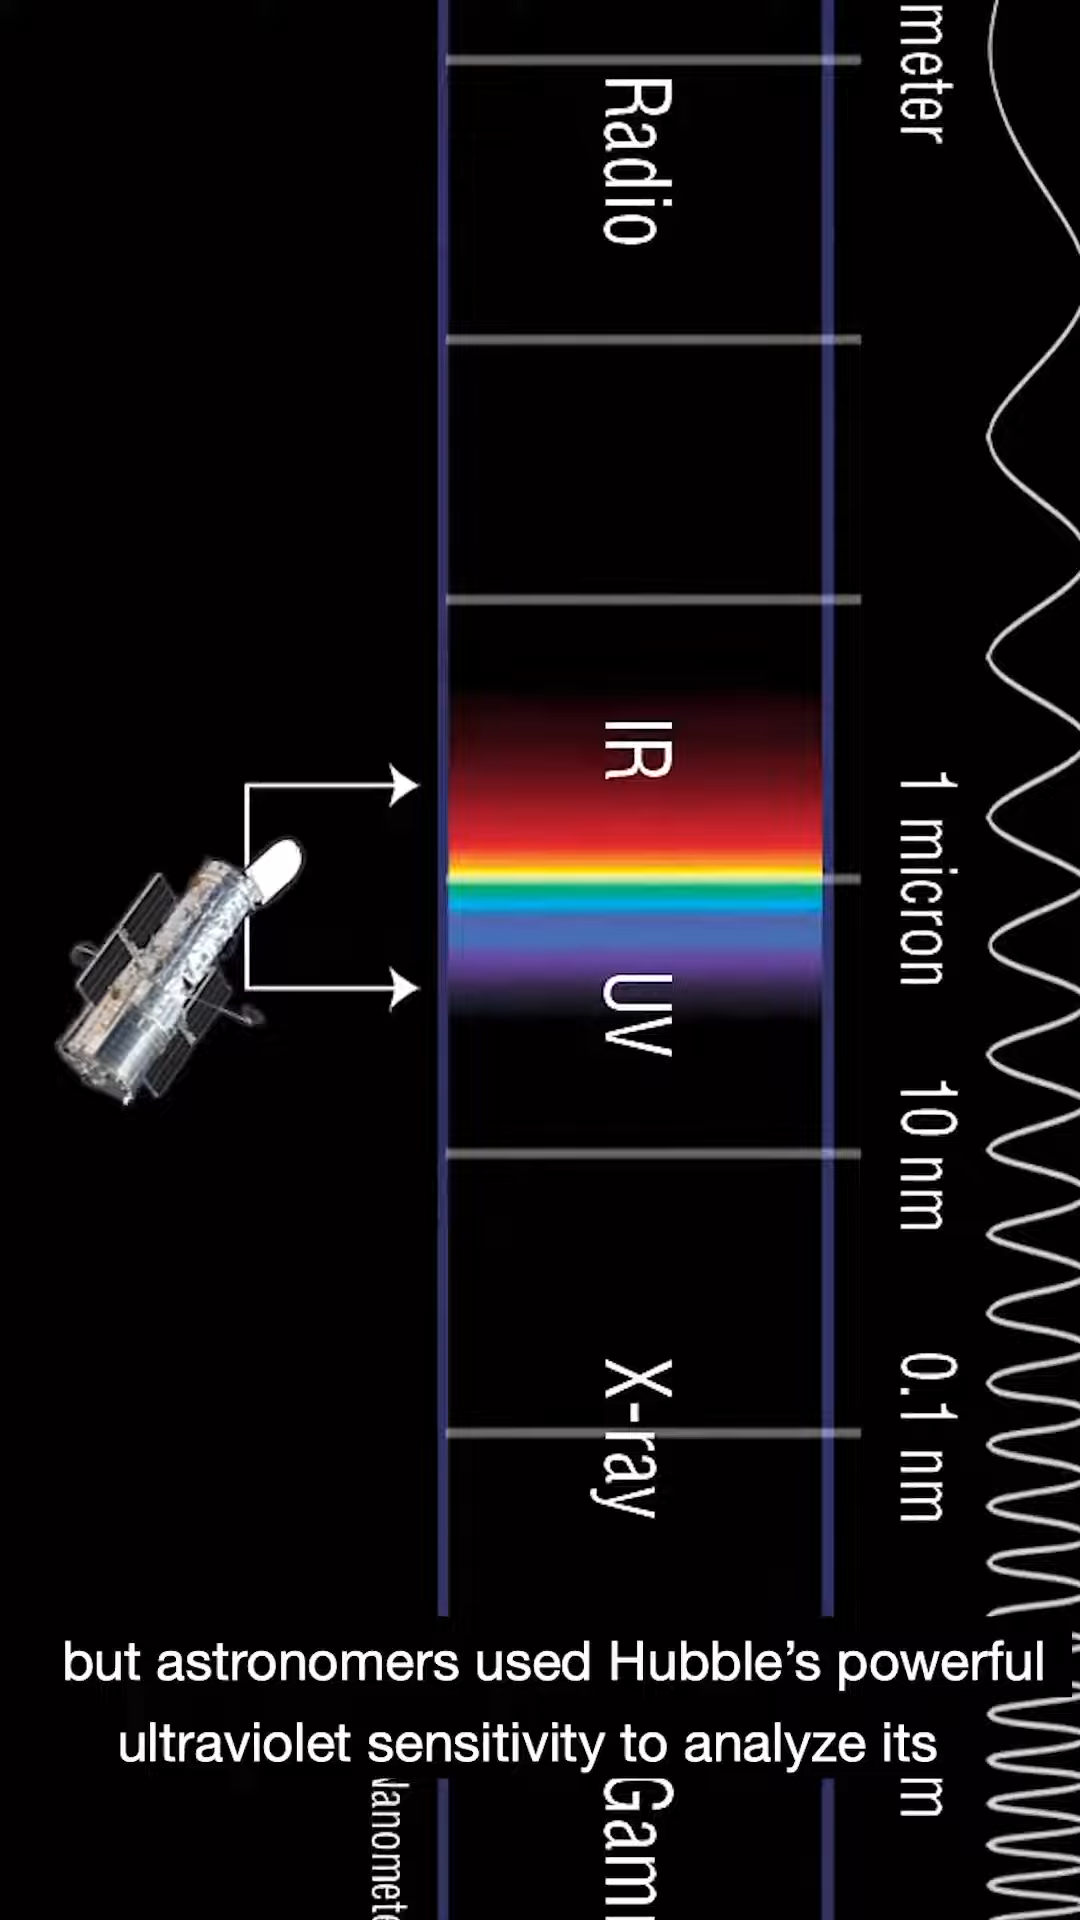 meter
Radio
IR
1 micron
UV
10 nm
0.1 nm
X-ray
but astronomers used Hubble’s powerful
ultraviolet sensitivity to analyze its